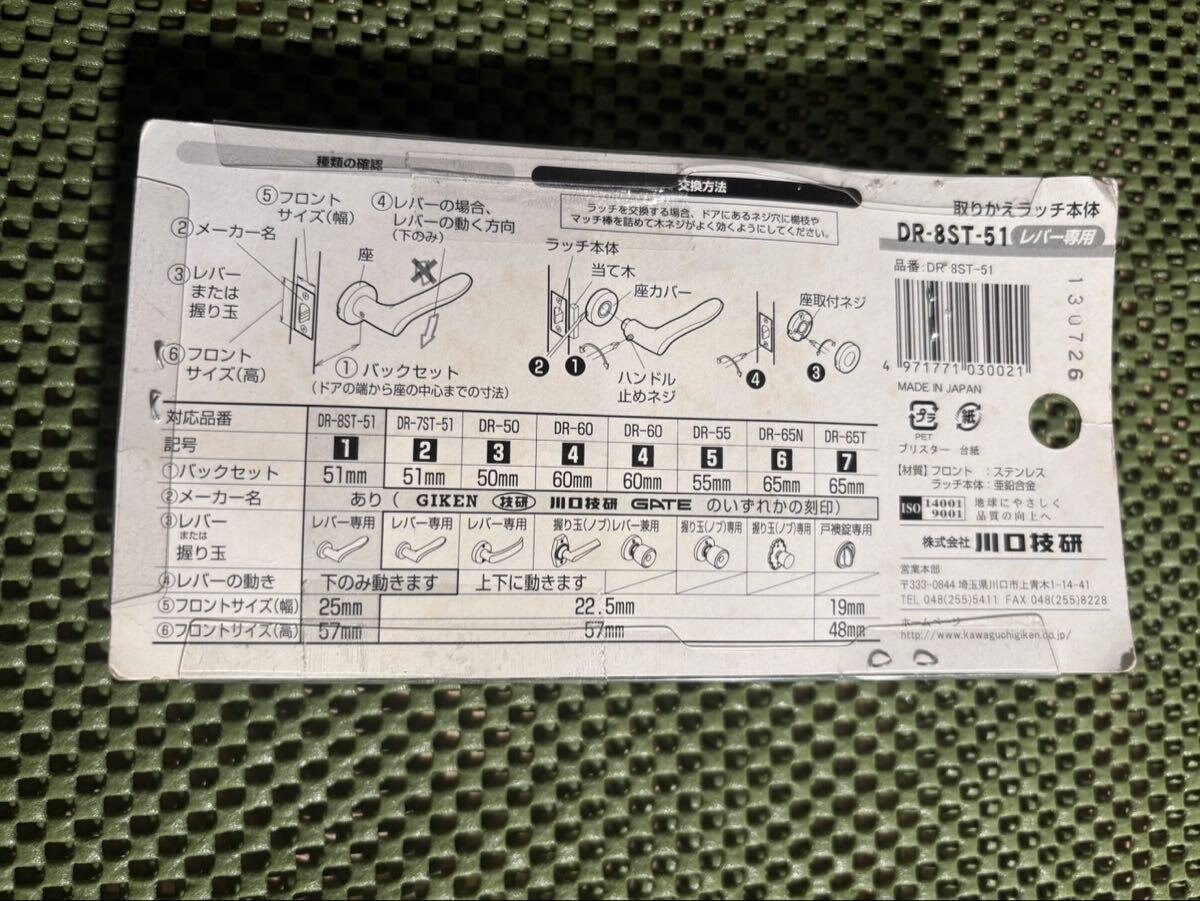 種類の確認
⑤フロント
サイズ(幅)
④レバーの場合、
レバーの動く方向
(下のみ)
②メーカー名
座
③レバー
または
握り玉
⑥フロント
サイズ(高)
①バックセット
(ドアの端から座の中心までの寸法)
交換方法
ラッチを交換する場合、ドアにあるネジ穴に楊枝や
マッチ棒を詰めて木ネジがよく効くようにしてください。
ラッチ本体
当て木
座カバー
座取付ネジ
❷ ❶
ハンドル
止めネジ
❹ ❸
取りかえラッチ本体
DR-8ST-51 レバー専用
品番:DR-8ST-51
4 971771 030021
130726
MADE IN JAPAN
プラ 紙
PET
ブリスター 台紙
【材質】フロント :ステンレス
ラッチ本体:亜鉛合金
ISO 14001 9001 地球にやさしく
品質の向上へ
株式会社 川口技研
営業本部
〒333-0844 埼玉県川口市上青木1-14-41
TEL 048(255)5411 FAX 048(255)8228
ホームページ
http://www.kawaguchigiken.co.jp/
対応品番 DR-8ST-51 DR-7ST-51 DR-50 DR-60 DR-60 DR-55 DR-65N DR-65T
記号 1 2 3 4 4 5 6 7
①バックセット 51mm 51mm 50mm 60mm 60mm 55mm 65mm 65mm
②メーカー名 あり( GIKEN 技研 川口技研 GATE のいずれかの刻印)
③レバー または 握り玉 レバー専用 レバー専用 レバー専用 握り玉(ノブ)レバー兼用 握り玉(ノブ)専用 握り玉(ノブ)専用 戸襖錠専用
④レバーの動き 下のみ動きます 上下に動きます
⑤フロントサイズ(幅) 25mm 22.5mm 19mm
⑥フロントサイズ(高) 57mm 57mm 48mm